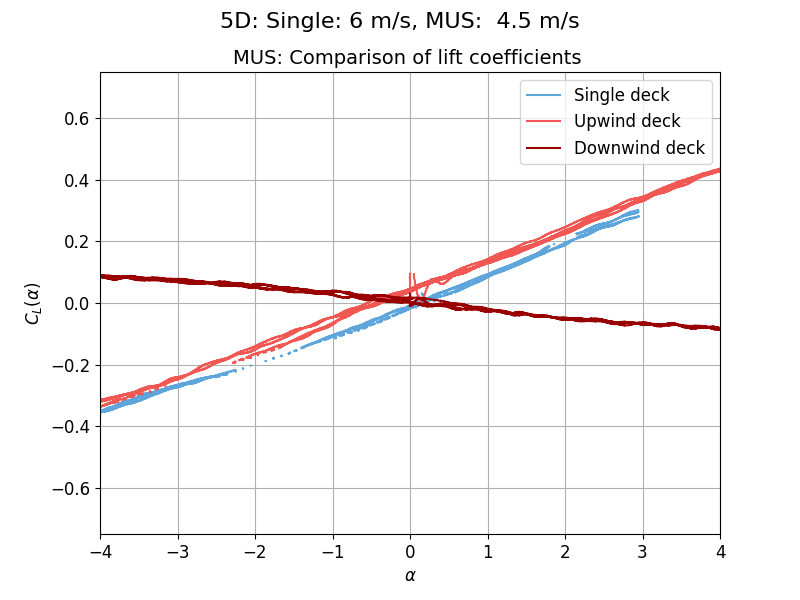 5D: Single: 6 m/s, MUS:  4.5 m/s
MUS: Comparison of lift coefficients
Single deck
Upwind deck
Downwind deck
0.6
0.4
0.2
0.0
−0.2
−0.4
−0.6
C_L(α)
−4 −3 −2 −1 0 1 2 3 4
α